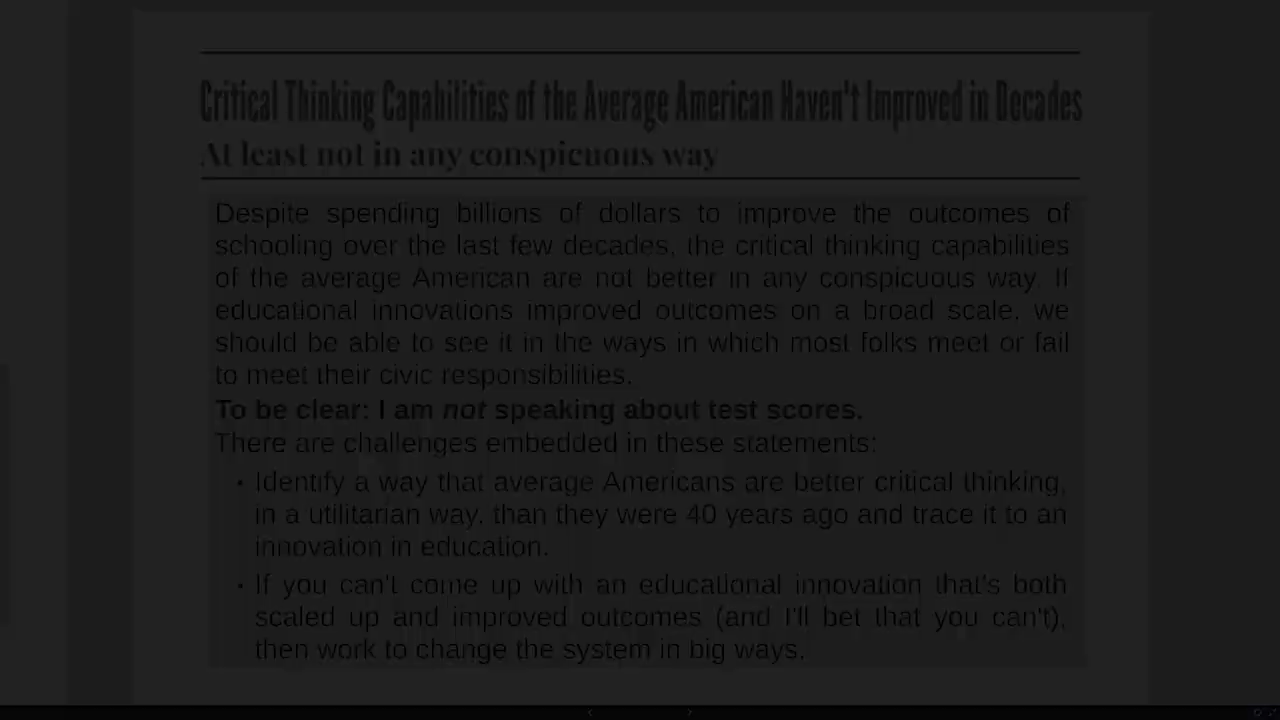 Critical Thinking Capabilities of the Average American Haven't Improved in Decades
At least not in any conspicuous way
Despite spending billions of dollars to improve the outcomes of
schooling over the last few decades, the critical thinking capabilities
of the average American are not better in any conspicuous way. If
educational innovations improved outcomes on a broad scale, we
should be able to see it in the ways in which most folks meet or fail
to meet their civic responsibilities.
To be clear: I am not speaking about test scores.
There are challenges embedded in these statements:
• Identify a way that average Americans are better critical thinking,
in a utilitarian way, than they were 40 years ago and trace it to an
innovation in education.
• If you can't come up with an educational innovation that's both
scaled up and improved outcomes (and I'll bet that you can't),
then work to change the system in big ways.